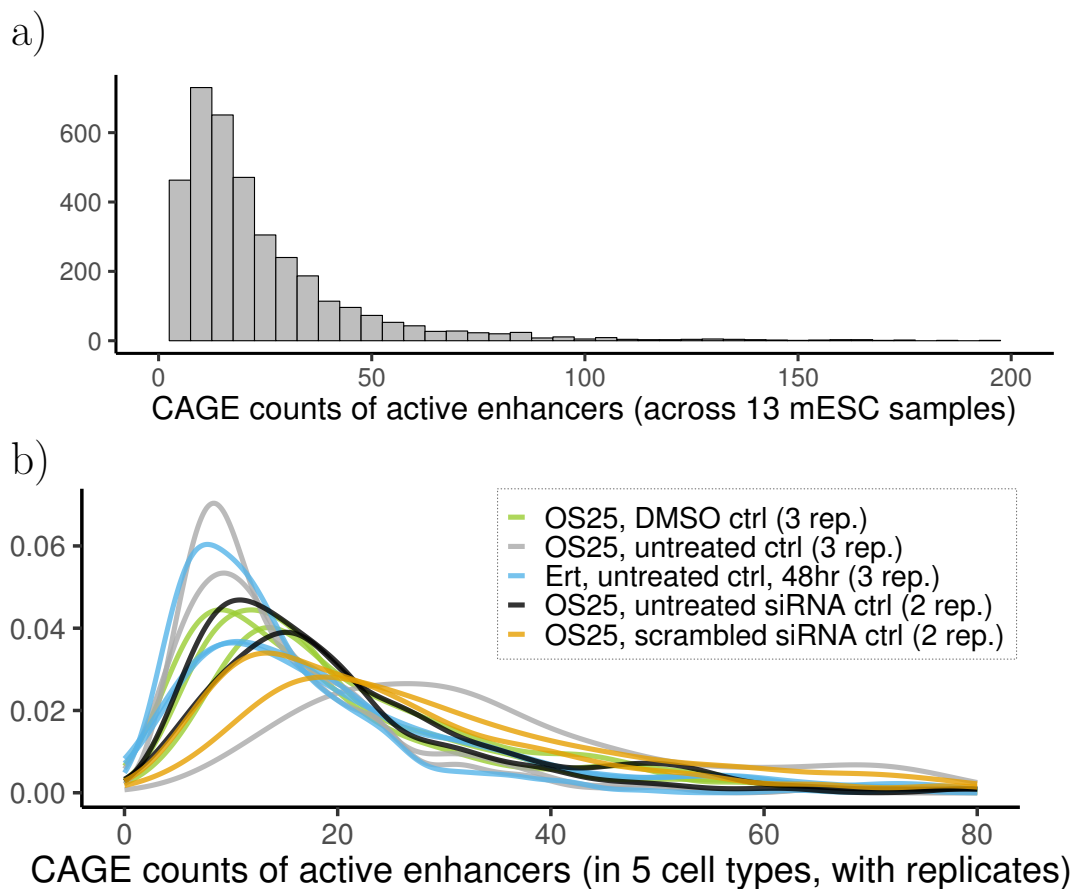 a)
600
400
200
0
0 50 100 150 200
CAGE counts of active enhancers (across 13 mESC samples)
b)
0.06
0.04
0.02
0.00
OS25, DMSO ctrl (3 rep.)
OS25, untreated ctrl (3 rep.)
Ert, untreated ctrl, 48hr (3 rep.)
OS25, untreated siRNA ctrl (2 rep.)
OS25, scrambled siRNA ctrl (2 rep.)
0 20 40 60 80
CAGE counts of active enhancers (in 5 cell types, with replicates)